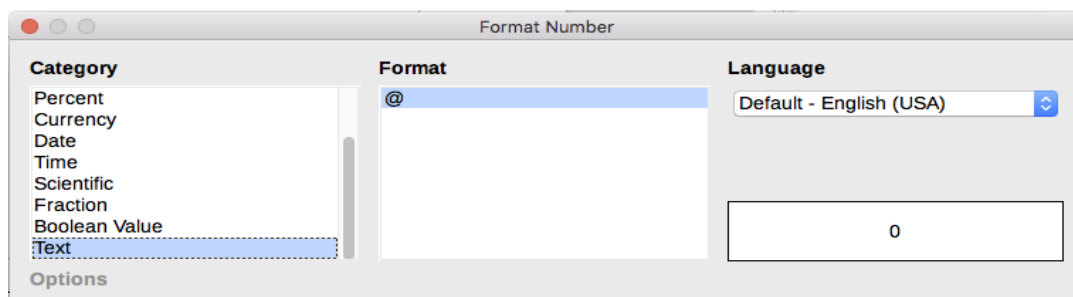 Format Number
Category
Percent
Currency
Date
Time
Scientific
Fraction
Boolean Value
Text
Options
Format
@
Language
Default - English (USA)
0